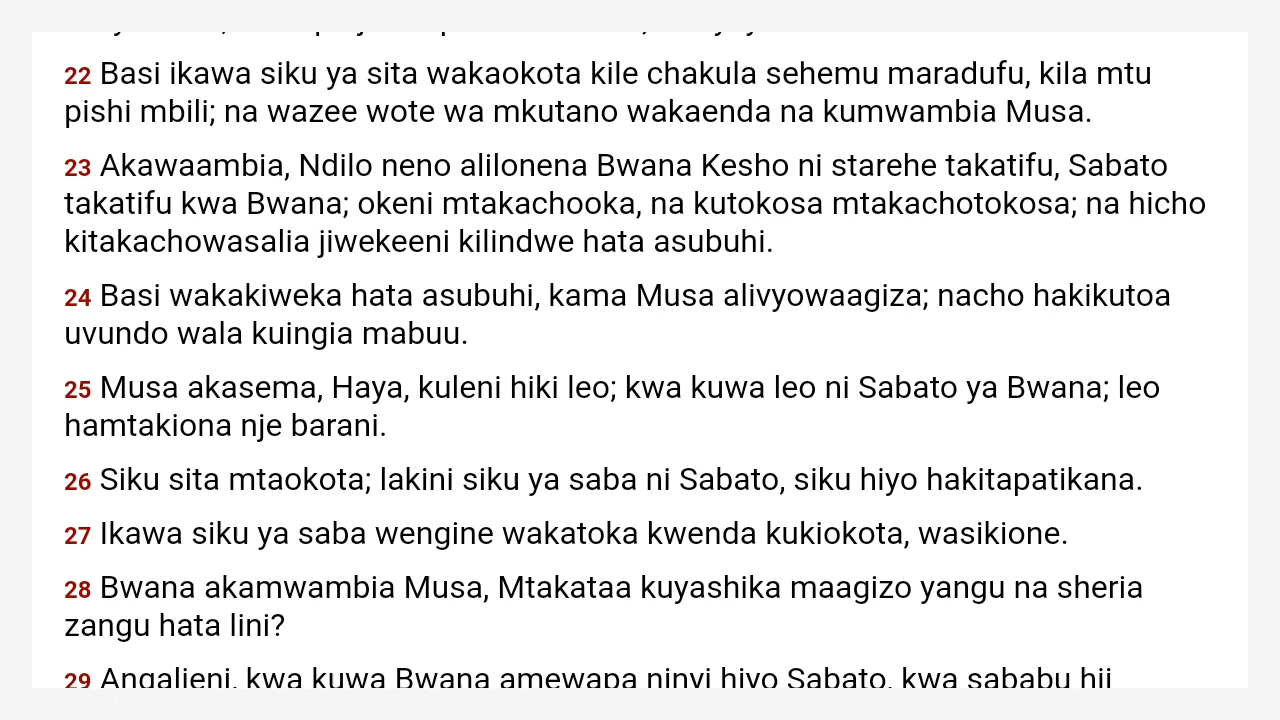 22 Basi ikawa siku ya sita wakaokota kile chakula sehemu maradufu, kila mtu
pishi mbili; na wazee wote wa mkutano wakaenda na kumwambia Musa.
23 Akawaambia, Ndilo neno alilonena Bwana Kesho ni starehe takatifu, Sabato
takatifu kwa Bwana; okeni mtakachooka, na kutokosa mtakachotokosa; na hicho
kitakachowasalia jiwekeeni kilindwe hata asubuhi.
24 Basi wakakiweka hata asubuhi, kama Musa alivyowaagiza; nacho hakikutoa
uvundo wala kuingia mabuu.
25 Musa akasema, Haya, kuleni hiki leo; kwa kuwa leo ni Sabato ya Bwana; leo
hamtakiona nje barani.
26 Siku sita mtaokota; lakini siku ya saba ni Sabato, siku hiyo hakitapatikana.
27 Ikawa siku ya saba wengine wakatoka kwenda kukiokota, wasikione.
28 Bwana akamwambia Musa, Mtakataa kuyashika maagizo yangu na sheria
zangu hata lini?
29 Angalieni, kwa kuwa Bwana amewapa ninyi hiyo Sabato, kwa sababu hii